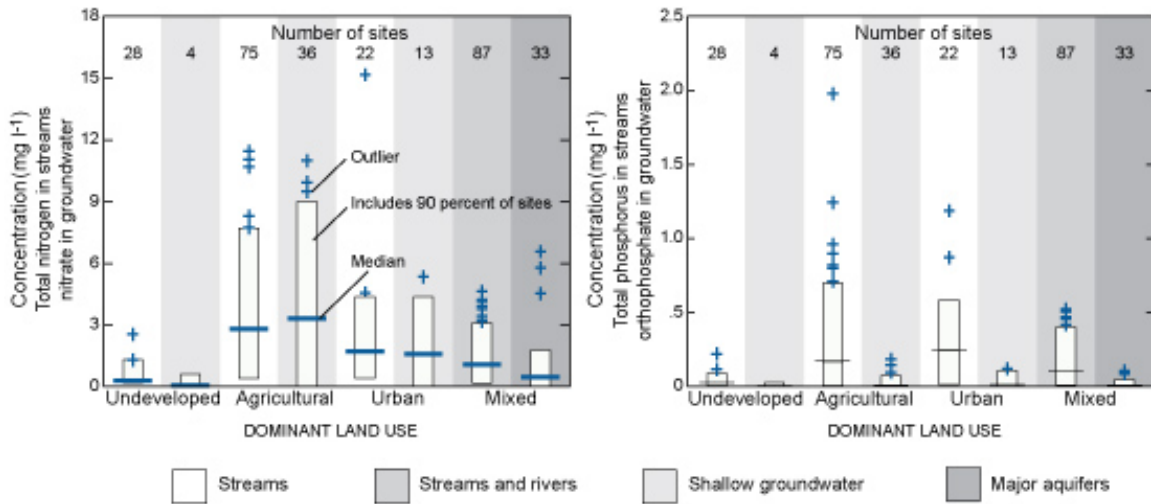 Number of sites
28 4 75 36 22 13 87 33
18
15
12
9
6
3
0
Concentration (mg l-1)
Total nitrogen in streams
nitrate in groundwater
Outlier
Includes 90 percent of sites
Median
Undeveloped Agricultural Urban Mixed
DOMINANT LAND USE
Number of sites
28 4 75 36 22 13 87 33
2.5
2.0
1.5
1.0
.5
0
Concentration (mg l-1)
Total phosphorus in streams
orthophosphate in groundwater
Undeveloped Agricultural Urban Mixed
DOMINANT LAND USE
Streams Streams and rivers Shallow groundwater Major aquifers